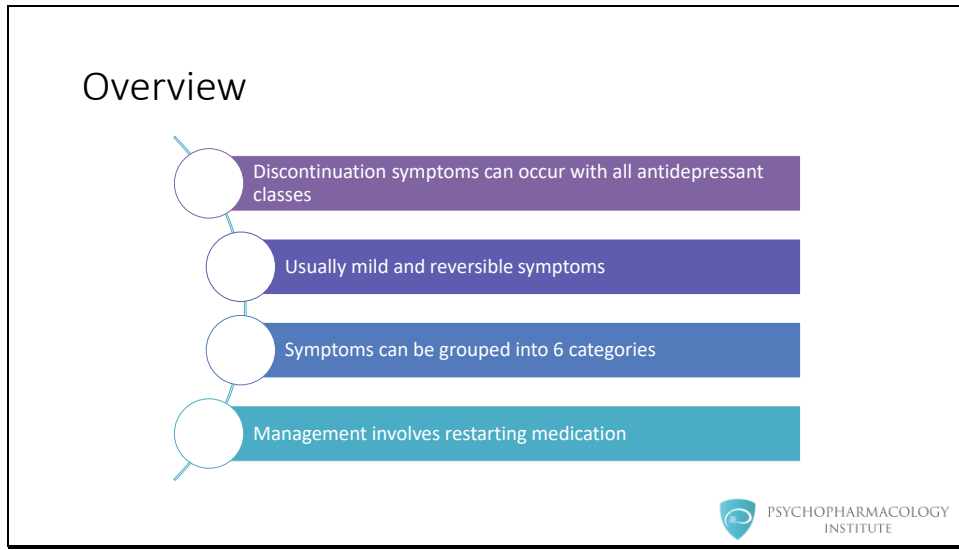 Overview
Discontinuation symptoms can occur with all antidepressant
classes
Usually mild and reversible symptoms
Symptoms can be grouped into 6 categories
Management involves restarting medication
PSYCHOPHARMACOLOGY
INSTITUTE